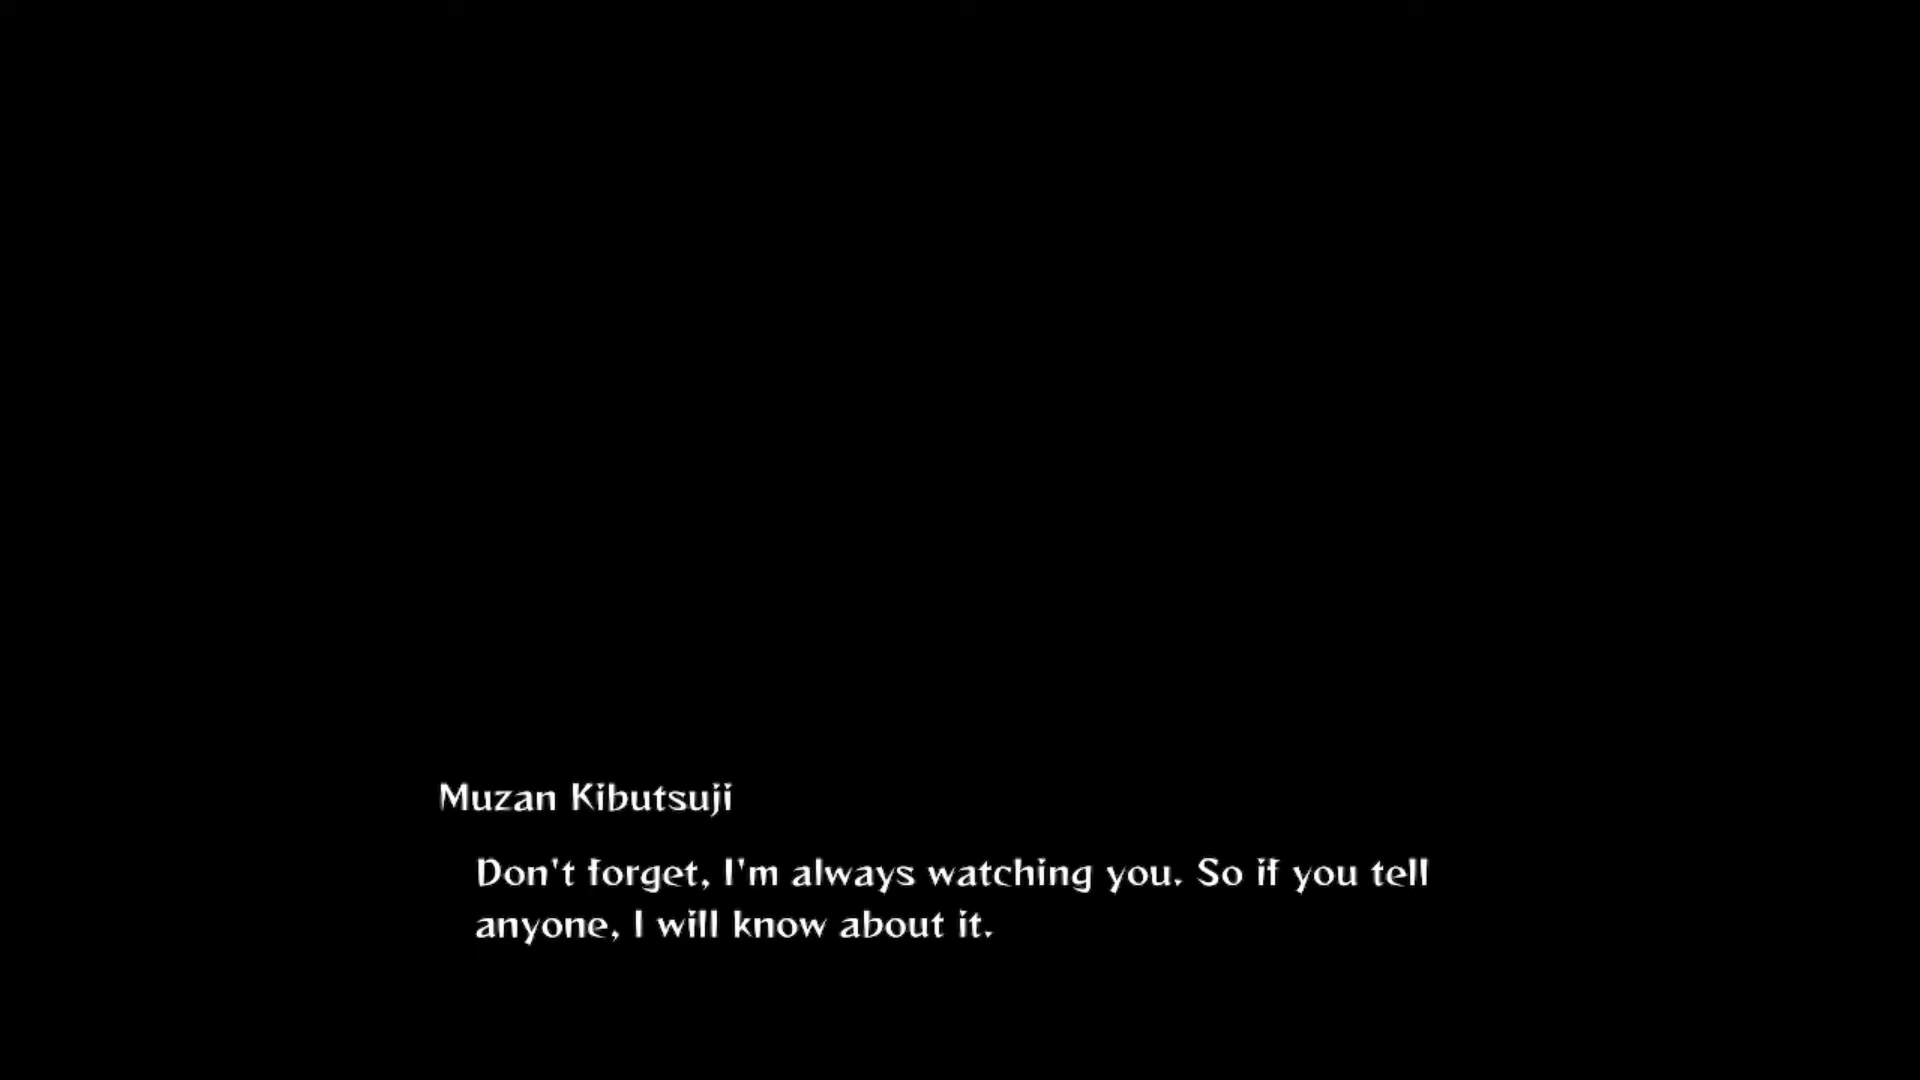 Muzan Kibutsuji
Don't forget, I'm always watching you. So if you tell
anyone, I will know about it.